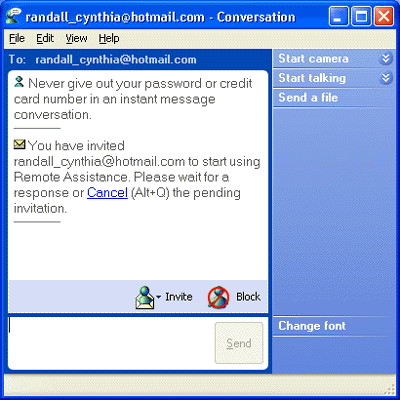 randall_cynthia@hotmail.com - Conversation
File Edit View Help
To: randall_cynthia@hotmail.com
Never give out your password or credit
card number in an instant message
conversation.
You have invited
randall_cynthia@hotmail.com to start using
Remote Assistance. Please wait for a
response or Cancel (Alt+Q) the pending
invitation.
Invite Block
Send
Start camera
Start talking
Send a file
Change font